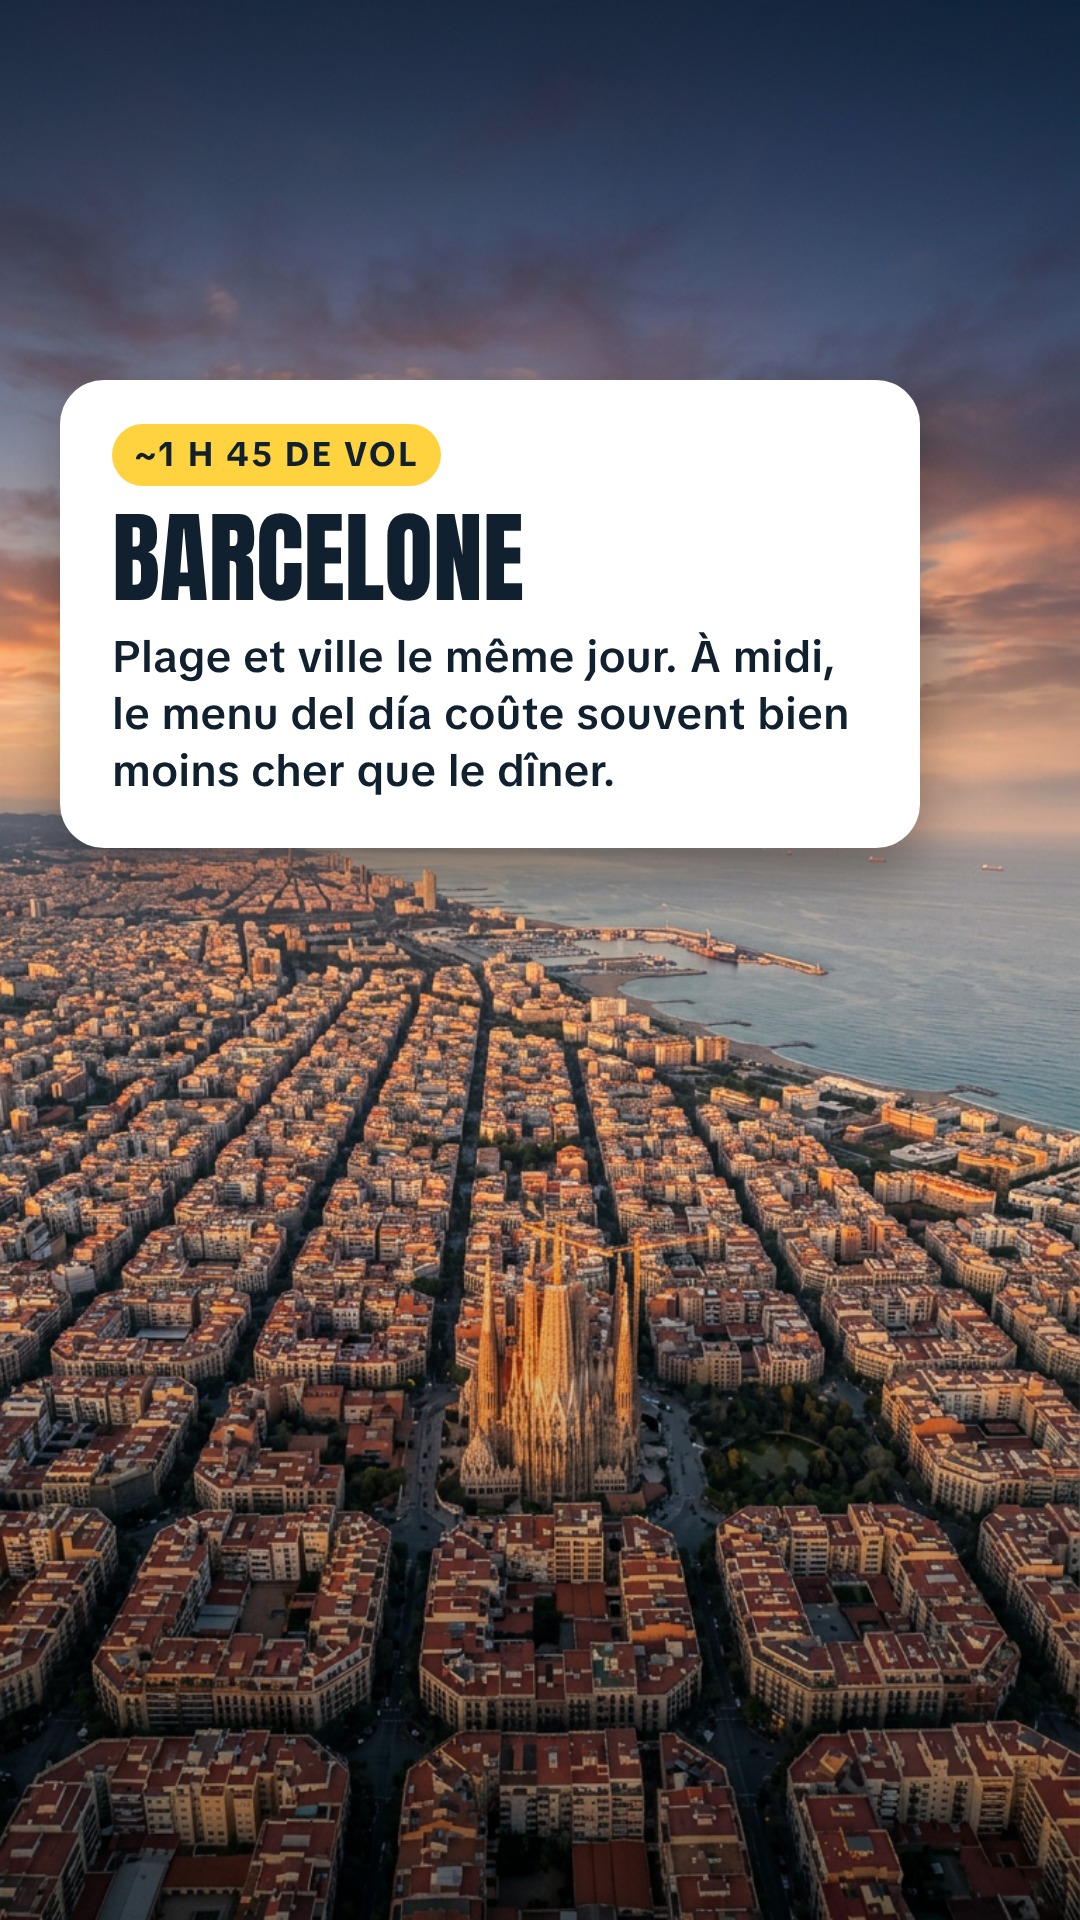 ~1 H 45 DE VOL
BARCELONE
Plage et ville le même jour. À midi,
le menu del día coûte souvent bien
moins cher que le dîner.